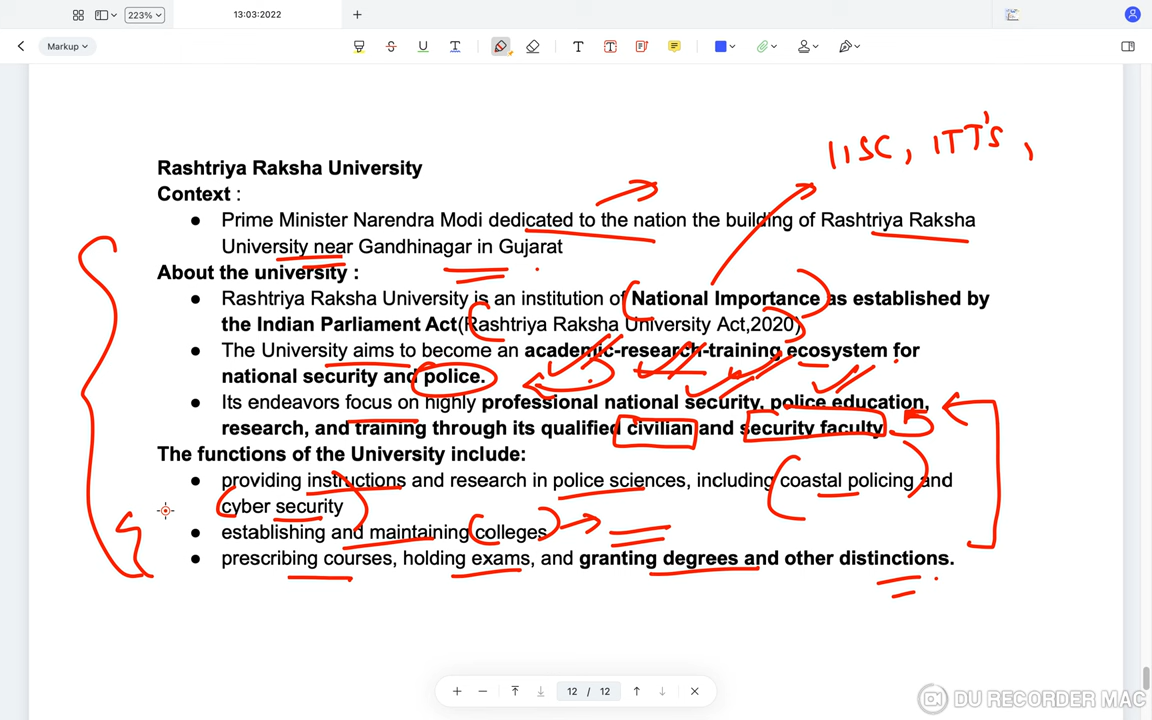 223%
13:03:2022
Markup
IISC, IIT's,
Rashtriya Raksha University
Context :
● Prime Minister Narendra Modi dedicated to the nation the building of Rashtriya Raksha
University near Gandhinagar in Gujarat
About the university :
● Rashtriya Raksha University is an institution of National Importance as established by
the Indian Parliament Act(Rashtriya Raksha University Act,2020)
● The University aims to become an academic-research-training ecosystem for
national security and police.
● Its endeavors focus on highly professional national security, police education,
research, and training through its qualified civilian and security faculty
The functions of the University include:
● providing instructions and research in police sciences, including coastal policing and
cyber security
● establishing and maintaining colleges
● prescribing courses, holding exams, and granting degrees and other distinctions.
12 / 12
DU RECORDER MAC